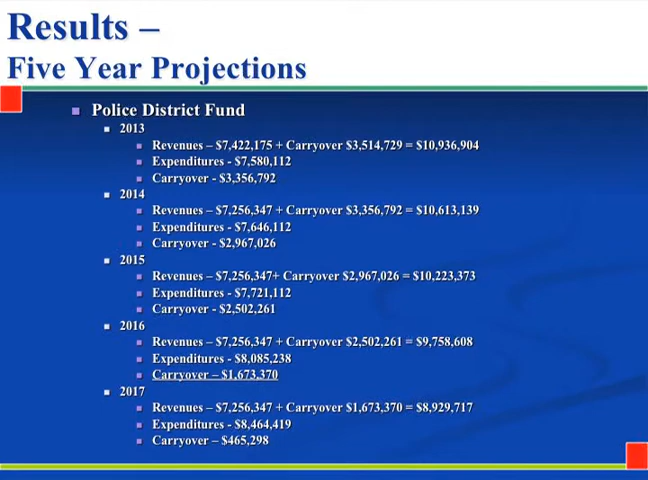 Results –
Five Year Projections
Police District Fund
2013
Revenues – $7,422,175 + Carryover $3,514,729 = $10,936,904
Expenditures - $7,580,112
Carryover - $3,356,792
2014
Revenues – $7,256,347 + Carryover $3,356,792 = $10,613,139
Expenditures - $7,646,112
Carryover - $2,967,026
2015
Revenues – $7,256,347+ Carryover $2,967,026 = $10,223,373
Expenditures - $7,721,112
Carryover - $2,502,261
2016
Revenues – $7,256,347 + Carryover $2,502,261 = $9,758,608
Expenditures - $8,085,238
Carryover – $1,673,370
2017
Revenues – $7,256,347 + Carryover $1,673,370 = $8,929,717
Expenditures - $8,464,419
Carryover – $465,298